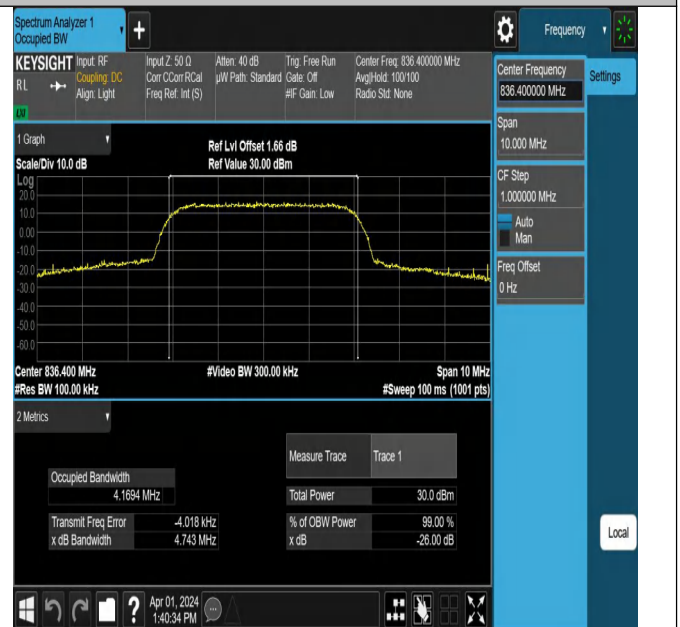 Spectrum Analyzer 1
Occupied BW
+
Frequency
KEYSIGHT
RL
LXI
Input: RF
Coupling: DC
Align: Light
Input Z: 50 Ω
Corr CCorr RCal
Freq Ref: Int (S)
Atten: 40 dB
µW Path: Standard
Trig: Free Run
Gate: Off
#IF Gain: Low
Center Freq: 836.400000 MHz
Avg|Hold: 100/100
Radio Std: None
Center Frequency
836.400000 MHz
Settings
Span
10.000 MHz
CF Step
1.000000 MHz
Auto
Man
Freq Offset
0 Hz
Local
1 Graph
Scale/Div 10.0 dB
Ref Lvl Offset 1.66 dB
Ref Value 30.00 dBm
Log
20.0
10.0
0.00
-10.0
-20.0
-30.0
-40.0
-50.0
-60.0
Center 836.400 MHz
#Video BW 300.00 kHz
Span 10 MHz
#Res BW 100.00 kHz
#Sweep 100 ms (1001 pts)
2 Metrics
Measure Trace
Trace 1
Occupied Bandwidth
4.1694 MHz
Total Power
30.0 dBm
Transmit Freq Error
-4.018 kHz
% of OBW Power
99.00 %
x dB Bandwidth
4.743 MHz
x dB
-26.00 dB
?
Apr 01, 2024
1:40:34 PM